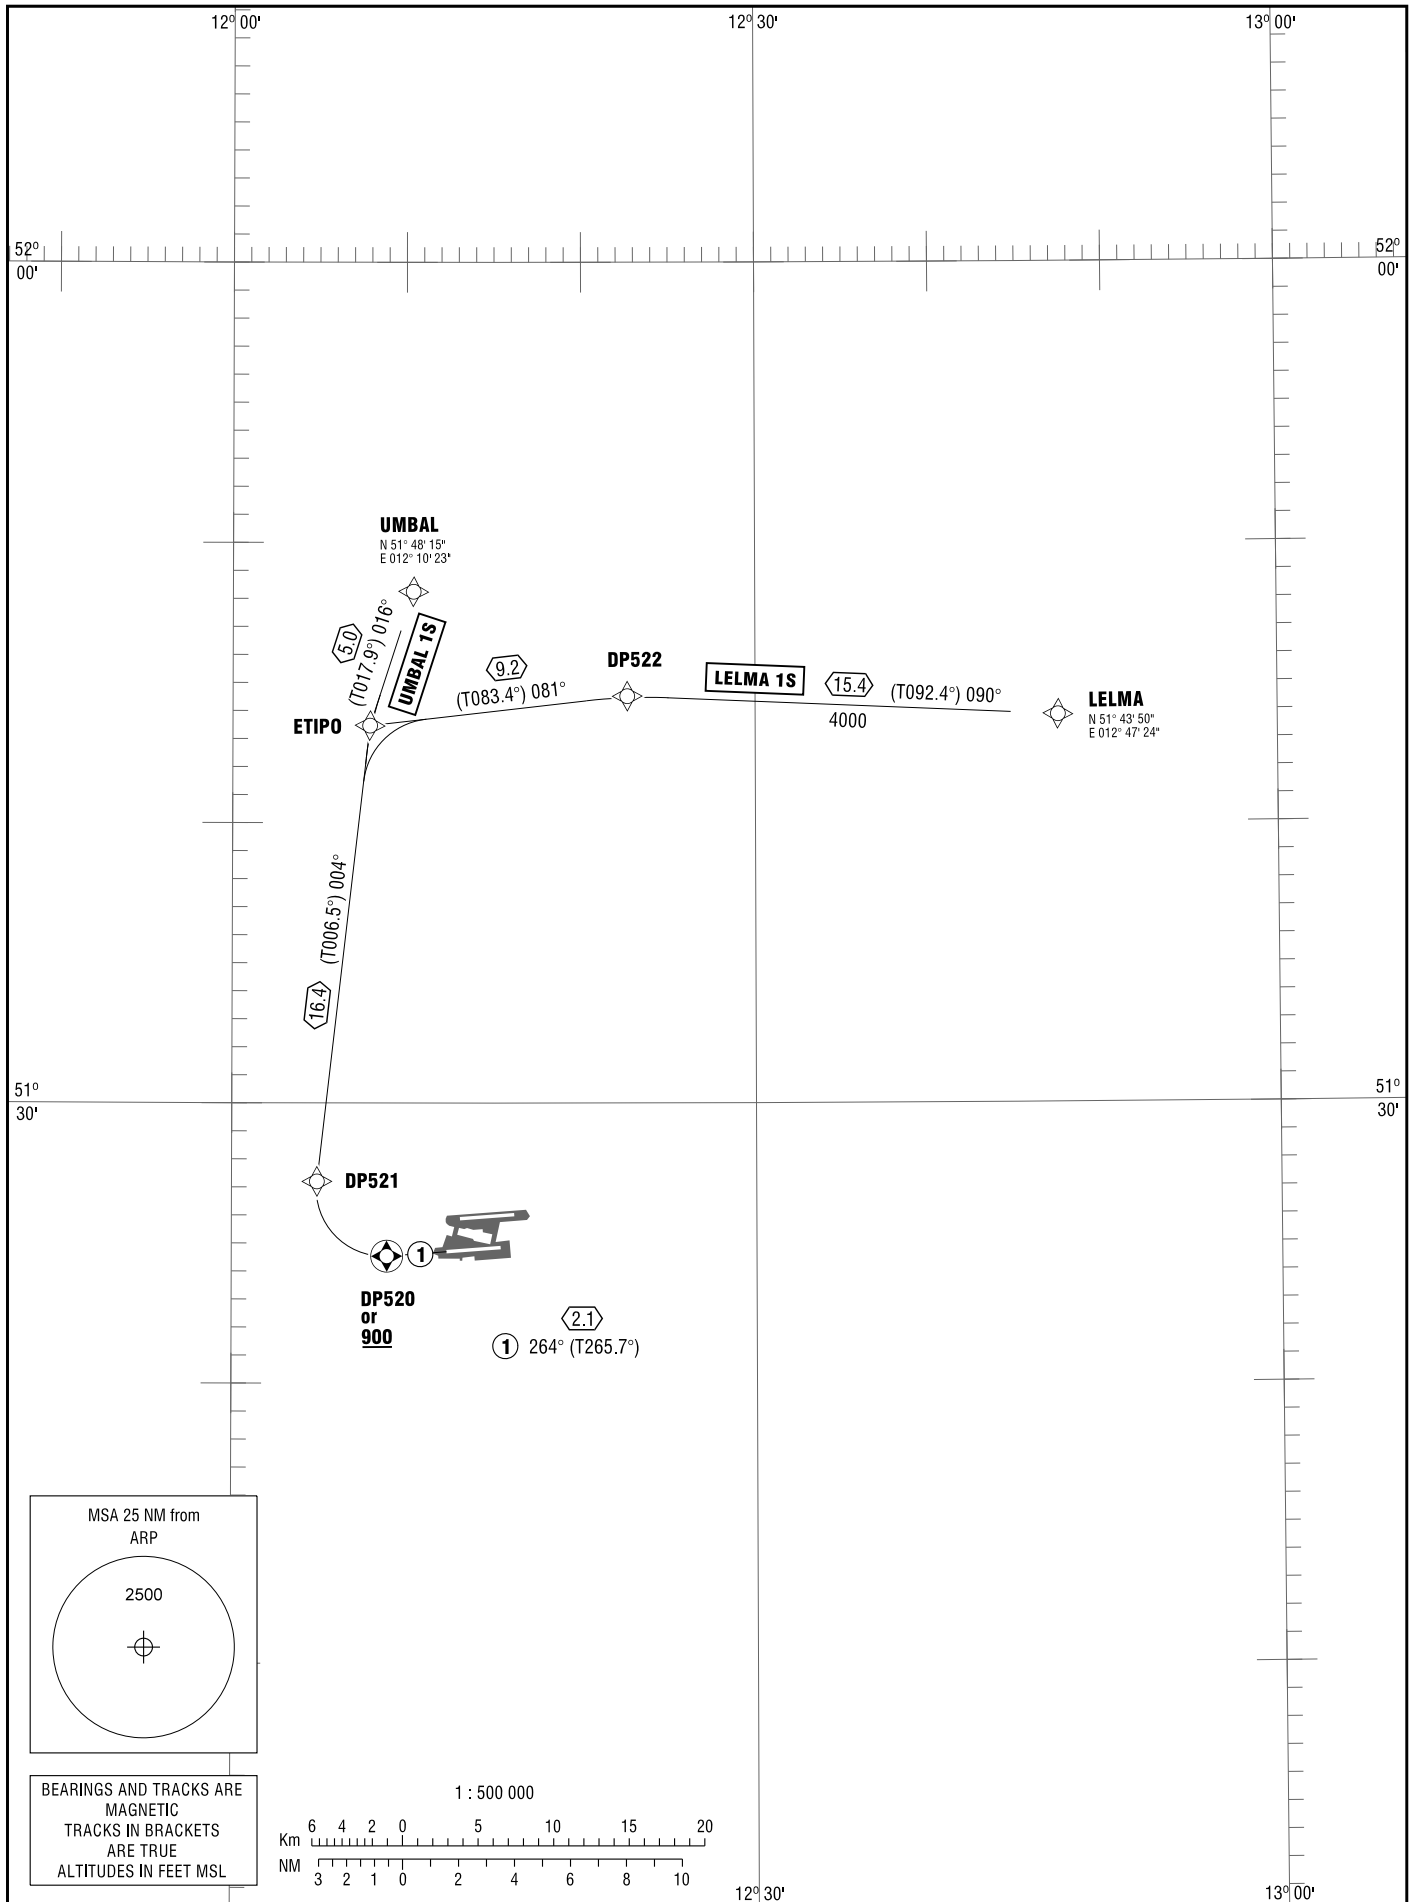 12° 00'
12° 30'
13° 00'
52°
00'
52°
00'
UMBAL
N 51° 48' 15"
E 012° 10' 23"
5.0
(T017.9°) 016°
UMBAL 1S
9.2
(T083.4°) 081°
DP522
LELMA 1S
15.4
(T092.4°) 090°
4000
LELMA
N 51° 43' 50"
E 012° 47' 24"
ETIPO
(T006.5°) 004°
16.4
51°
30'
51°
30'
DP521
1
DP520
or
900
2.1
1 264° (T265.7°)
MSA 25 NM from
ARP
2500
BEARINGS AND TRACKS ARE
MAGNETIC
TRACKS IN BRACKETS
ARE TRUE
ALTITUDES IN FEET MSL
1 : 500 000
Km 6 4 2 0 5 10 15 20
NM 3 2 1 0 2 4 6 8 10
12° 30'
13° 00'